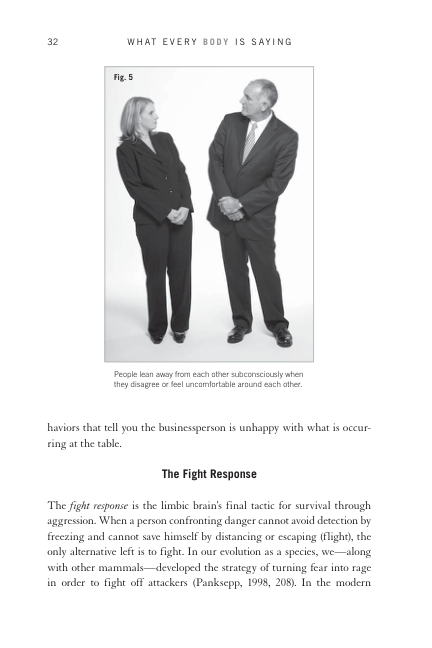 32 WHAT EVERY BODY IS SAYING
Fig. 5
People lean away from each other subconsciously when
they disagree or feel uncomfortable around each other.
haviors that tell you the businessperson is unhappy with what is occur-
ring at the table.
The Fight Response
The fight response is the limbic brain's final tactic for survival through
aggression. When a person confronting danger cannot avoid detection by
freezing and cannot save himself by distancing or escaping (flight), the
only alternative left is to fight. In our evolution as a species, we—along
with other mammals—developed the strategy of turning fear into rage
in order to fight off attackers (Panksepp, 1998, 208). In the modern